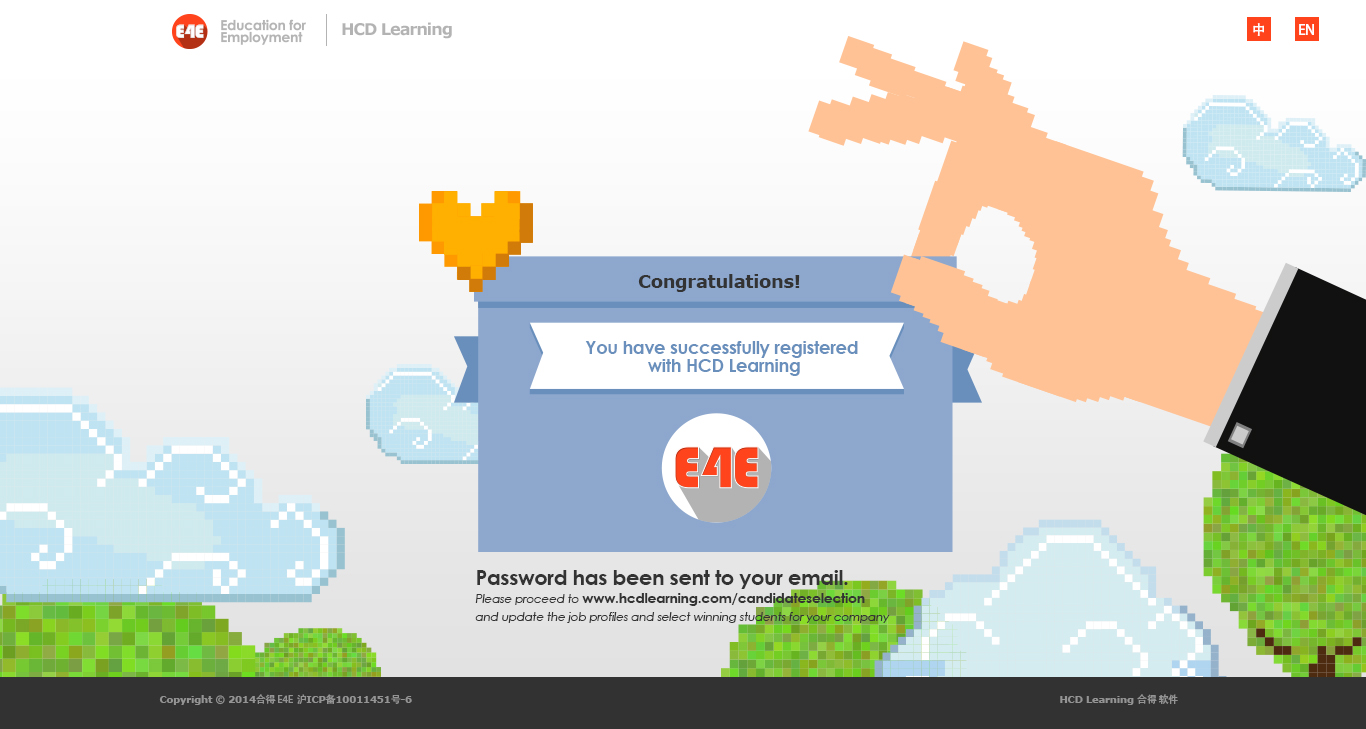 E4E
Education for
Employment
HCD Learning
中
EN
Congratulations!
You have successfully registered
with HCD Learning
E4E
Password has been sent to your email.
Please proceed to www.hcdlearning.com/candidateselection
and update the job profiles and select winning students for your company
Copyright © 2014合得 E4E 沪ICP备10011451号-6
HCD Learning 合得 软件